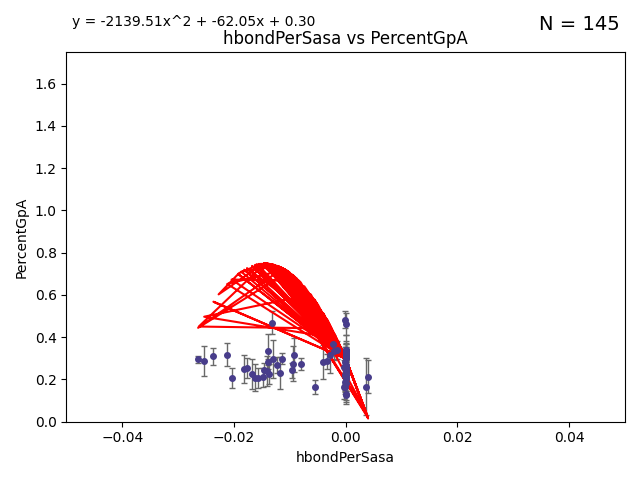 y = -2139.51x^2 + -62.05x + 0.30
N = 145
hbondPerSasa vs PercentGpA
PercentGpA
1.6
1.4
1.2
1.0
0.8
0.6
0.4
0.2
0.0
−0.04
−0.02
0.00
0.02
0.04
hbondPerSasa